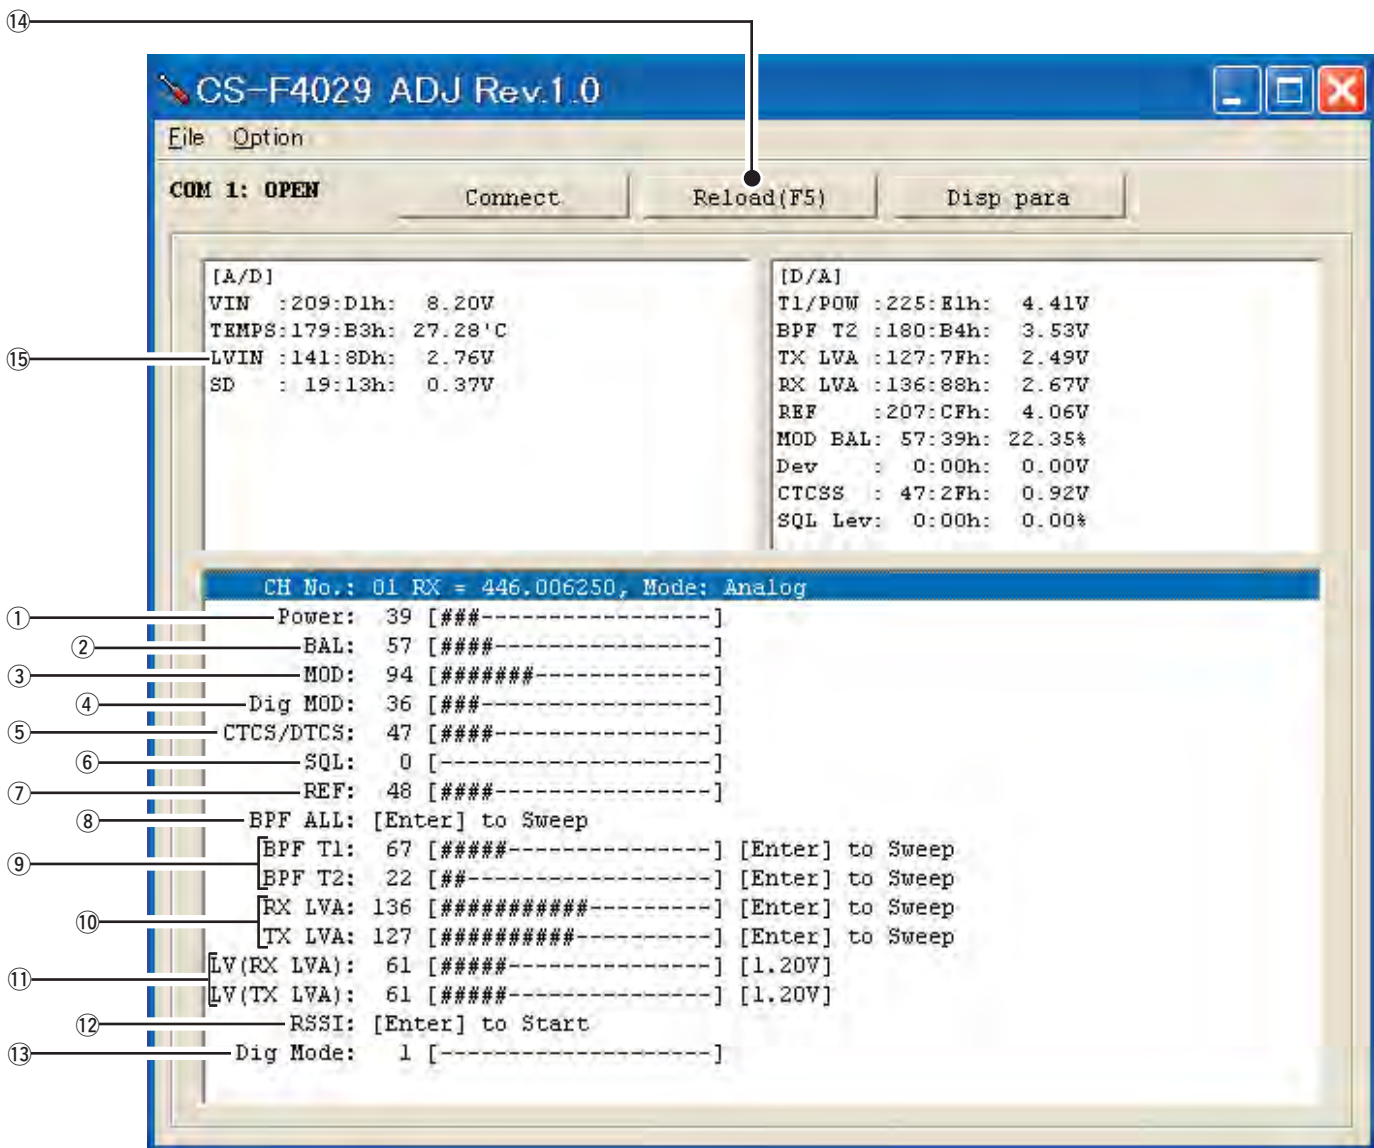 ⑭
CS-F4029 ADJ Rev.1.0
File Option
COM 1: OPEN Connect Reload(F5) Disp para
[A/D]
VIN :209:D1h: 8.20V
TEMPS:179:B3h: 27.28'C
⑮ LVIN :141:8Dh: 2.76V
SD : 19:13h: 0.37V
[D/A]
T1/POW :225:E1h: 4.41V
BPF T2 :180:B4h: 3.53V
TX LVA :127:7Fh: 2.49V
RX LVA :136:88h: 2.67V
REF :207:CFh: 4.06V
MOD BAL: 57:39h: 22.35%
Dev : 0:00h: 0.00V
CTCSS : 47:2Fh: 0.92V
SQL Lev: 0:00h: 0.00%
CH No.: 01 RX = 446.006250, Mode: Analog
① Power: 39 [###-----------------]
② BAL: 57 [####----------------]
③ MOD: 94 [#######-------------]
④ Dig MOD: 36 [###-----------------]
⑤ CTCS/DTCS: 47 [####----------------]
⑥ SQL: 0 [--------------------]
⑦ REF: 48 [####----------------]
⑧ BPF ALL: [Enter] to Sweep
⑨ BPF T1: 67 [#####---------------] [Enter] to Sweep
BPF T2: 22 [##------------------] [Enter] to Sweep
⑩ RX LVA: 136 [###########---------] [Enter] to Sweep
TX LVA: 127 [##########----------] [Enter] to Sweep
⑪ LV(RX LVA): 61 [#####---------------] [1.20V]
LV(TX LVA): 61 [#####---------------] [1.20V]
⑫ RSSI: [Enter] to Start
⑬ Dig Mode: 1 [--------------------]